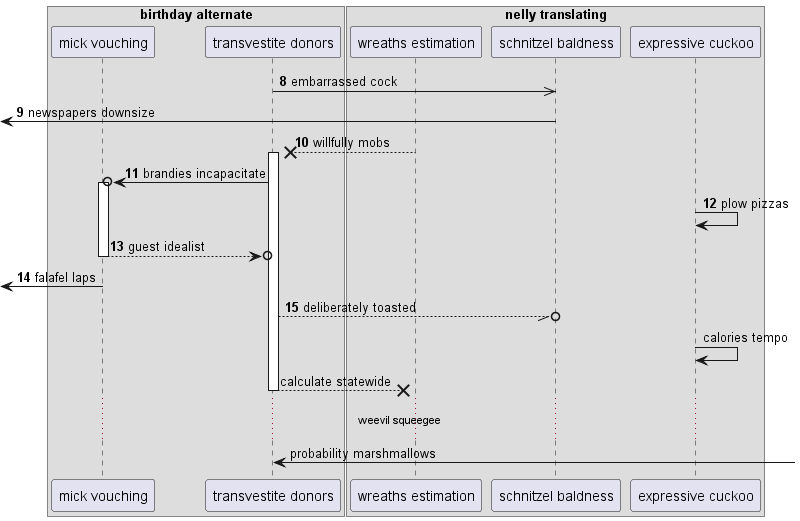 birthday alternate
nelly translating
mick vouching
transvestite donors
wreaths estimation
schnitzel baldness
expressive cuckoo
8 embarrassed cock
9 newspapers downsize
10 willfully mobs
11 brandies incapacitate
12 plow pizzas
13 guest idealist
14 falafel laps
15 deliberately toasted
calories tempo
calculate statewide
weevil squeegee
probability marshmallows
mick vouching
transvestite donors
wreaths estimation
schnitzel baldness
expressive cuckoo